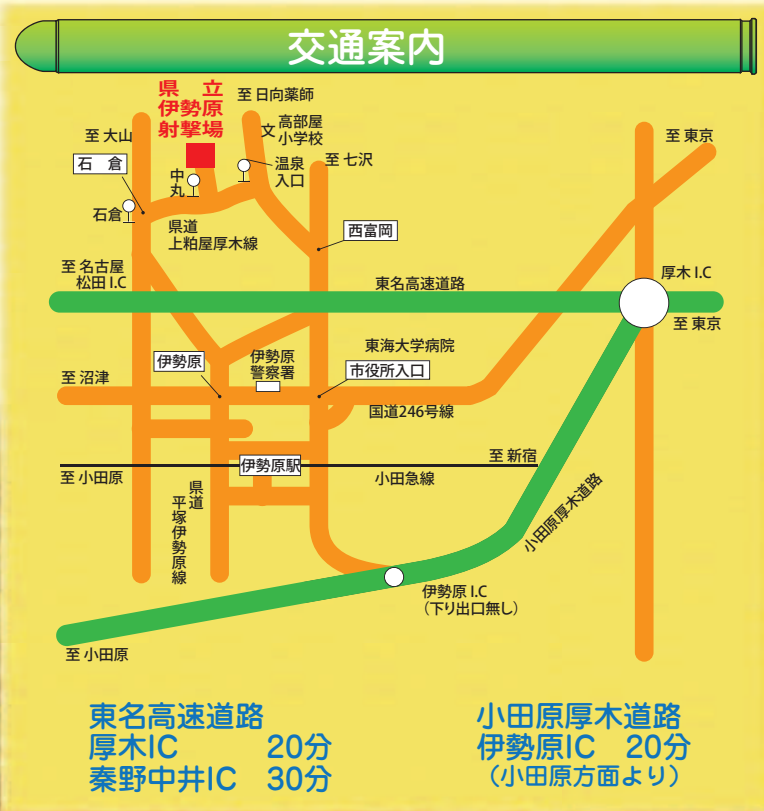 交通案内
県立
伊勢原
射撃場
至 日向薬師
文 高部屋
小学校
至 大山
至 東京
石倉
中丸
温泉
入口
至 七沢
石倉
県道
上粕屋厚木線
西富岡
至 名古屋
松田 I.C
東名高速道路
厚木 I.C
至 東京
東海大学病院
伊勢原
伊勢原
警察署
市役所入口
至 沼津
国道246号線
至 新宿
伊勢原駅
至 小田原
小田急線
県道
平塚伊勢原線
小田原厚木道路
伊勢原 I.C
（下り出口無し）
至 小田原
東名高速道路
厚木IC 20分
秦野中井IC 30分
小田原厚木道路
伊勢原IC 20分
（小田原方面より）